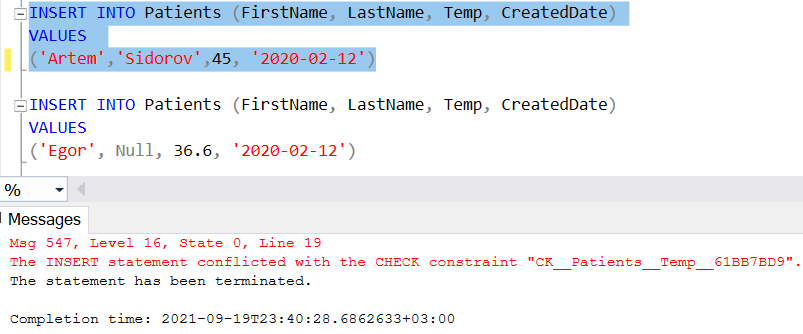 INSERT INTO Patients (FirstName, LastName, Temp, CreatedDate)
VALUES
('Artem','Sidorov',45, '2020-02-12')
INSERT INTO Patients (FirstName, LastName, Temp, CreatedDate)
VALUES
('Egor', Null, 36.6, '2020-02-12')
%
Messages
Msg 547, Level 16, State 0, Line 19
The INSERT statement conflicted with the CHECK constraint "CK__Patients__Temp__61BB7BD9".
The statement has been terminated.
Completion time: 2021-09-19T23:40:28.6862633+03:00